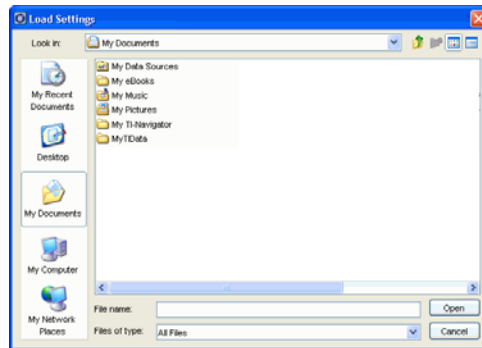 Load Settings
Look in: My Documents
My Data Sources
My eBooks
My Music
My Pictures
My TI-Navigator
MyTIData
My Recent
Documents
Desktop
My Documents
My Computer
My Network
Places
File name:
Open
Files of type: All Files
Cancel